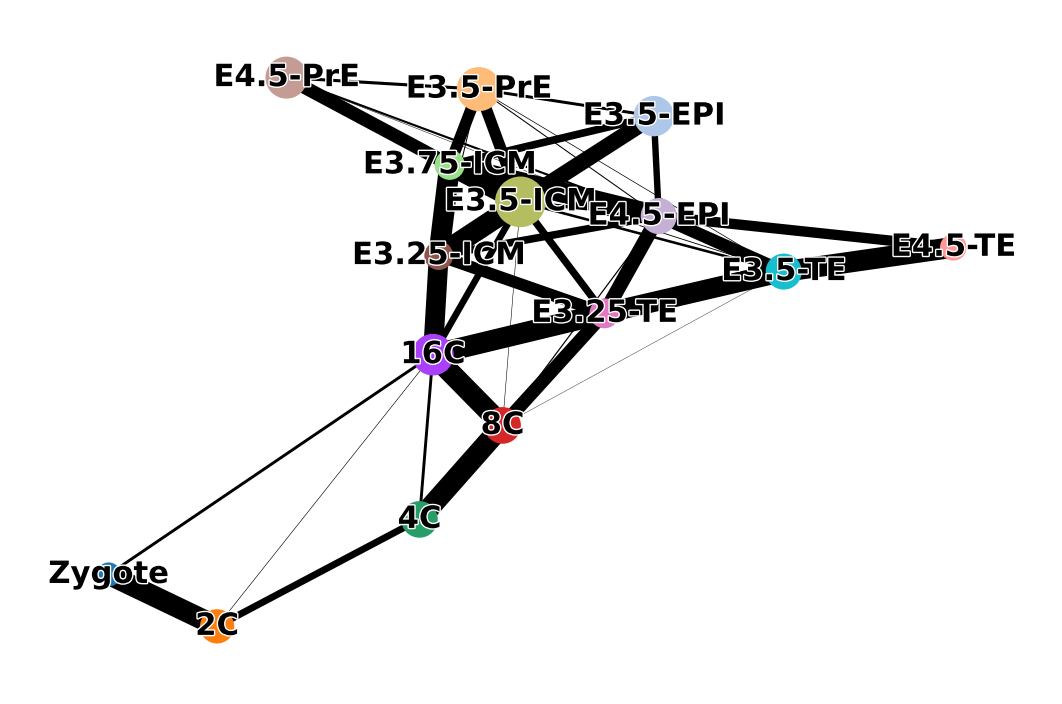 E4.5-PrE
E3.5-PrE
E3.5-EPI
E3.75-ICM
E3.5-ICM
E4.5-EPI
E4.5-TE
E3.25-ICM
E3.5-TE
E3.25-TE
16C
8C
4C
Zygote
2C